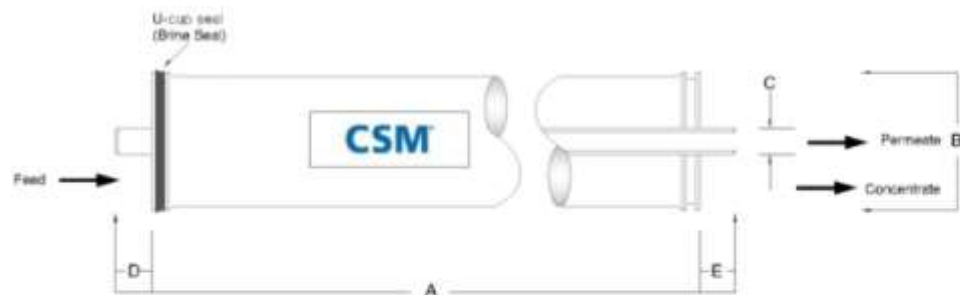 U-cup seal
(Brine Seal)
CSM
C
Permeate
B
Feed
Concentrate
D
E
A